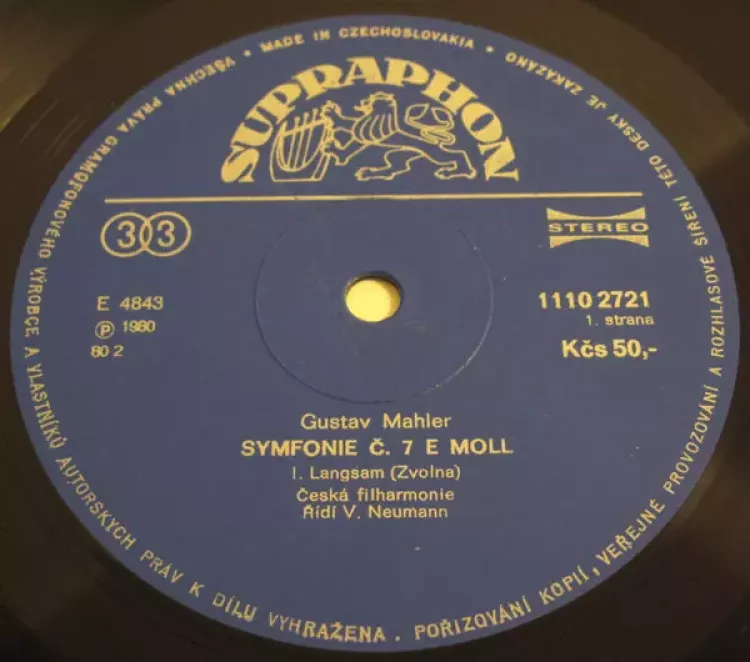 VŠECHNA PRÁVA GRAMOFONOVÉHO VÝROBCE A VLASTNÍKŮ AUTORSKÝCH PRÁV K DÍLU VYHRAŽENA . POŘIZOVÁNÍ KOPIÍ, VEŘEJNÉ PROVOZOVÁNÍ A ROZHLASOVÉ ŠÍŘENÍ TÉTO DESKY JE ZAKÁZÁNO
• MADE IN CZECHOSLOVAKIA •
SUPRAPHON
33
STEREO
E 4843
Ⓟ 1980
80 2
1110 2721
1. strana
Kčs 50,-
Gustav Mahler
SYMFONIE Č. 7 E MOLL
I. Langsam (Zvolna)
Česká filharmonie
Řídí V. Neumann